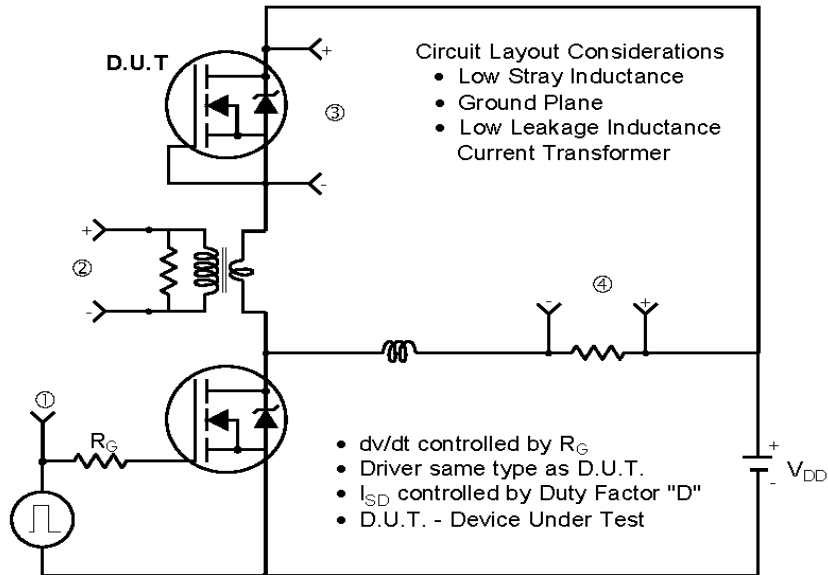 D.U.T
+
Circuit Layout Considerations
• Low Stray Inductance
• Ground Plane
• Low Leakage Inductance
Current Transformer
③
-
+
②
-
④
-
+
①
R_G
• dv/dt controlled by R_G
• Driver same type as D.U.T.
• I_SD controlled by Duty Factor "D"
• D.U.T. - Device Under Test
+
V_DD
-